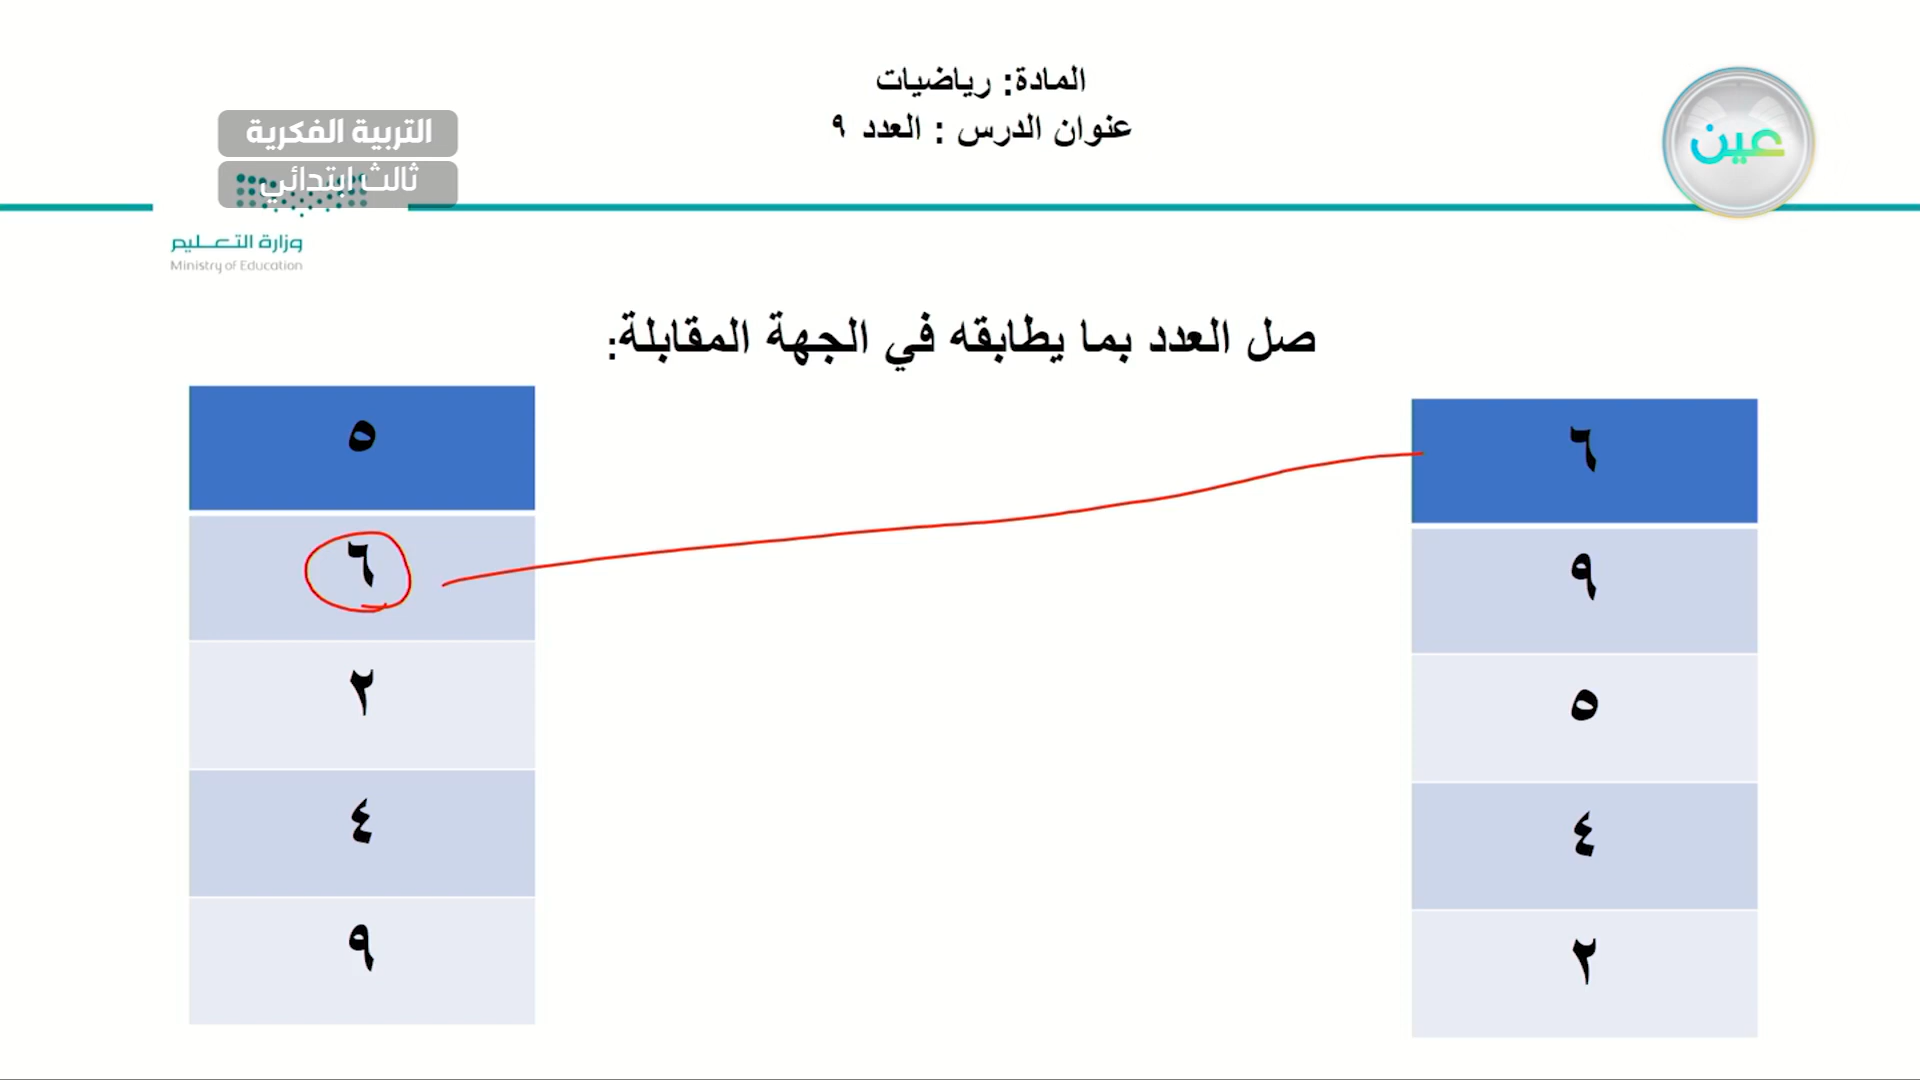 المادة: رياضيات
عنوان الدرس : العدد ٩
عين
التربية الفكرية
ثالث ابتدائي
وزارة التعليم
Ministry of Education
صل العدد بما يطابقه في الجهة المقابلة:
٦
٩
٥
٤
٢
٥
٦
٢
٤
٩